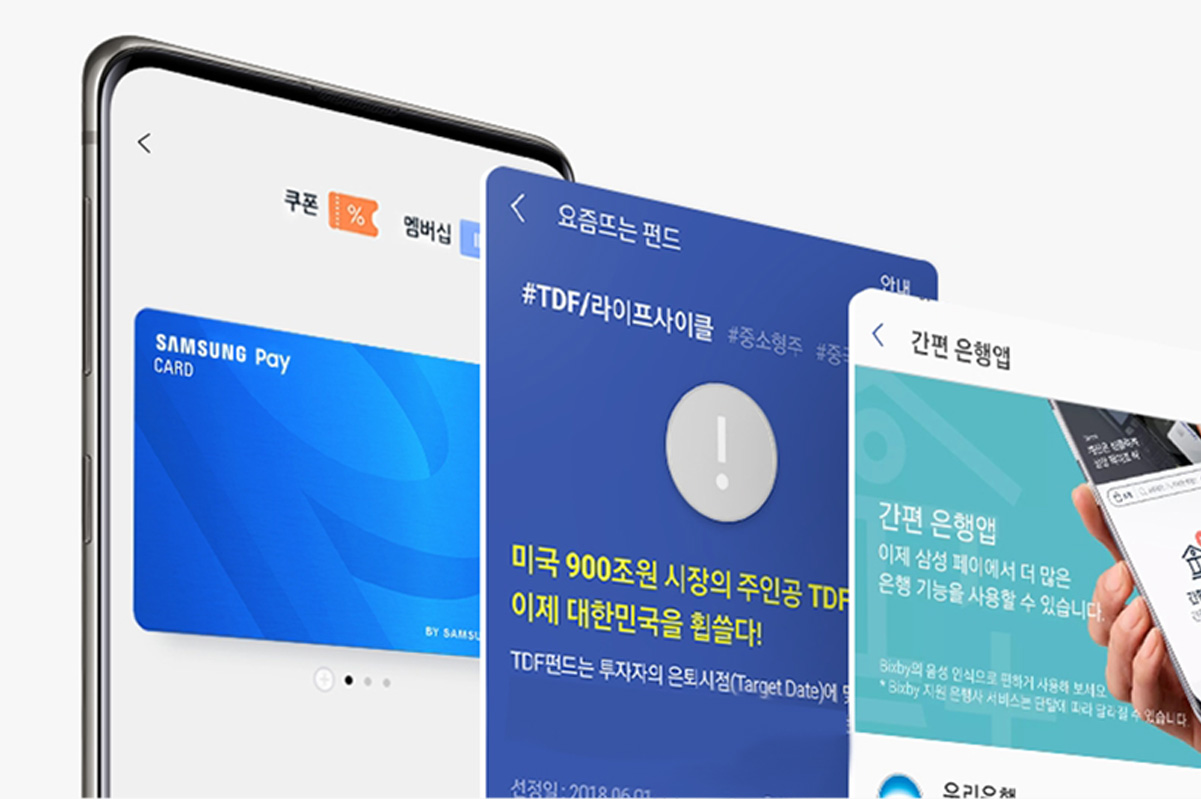 쿠폰
%
멤버십
SAMSUNG Pay
CARD
BY SAMSU
요즘뜨는 펀드
안내
#TDF/라이프사이클 #중소형주 #중국
미국 900조원 시장의 주인공 TDF
이제 대한민국을 휩쓸다!
TDF펀드는 투자자의 은퇴시점(Target Date)에
선정일 : 2018.06.01
간편 은행앱
간편 은행앱
이제 삼성 페이에서 더 많은
은행 기능을 사용할 수 있습니다.
Bixby의 음성 인식으로 편하게 사용해 보세요.
* Bixby 지원 은행사 서비스는 단말에 따라 달라질 수 있습니다.
우리은행